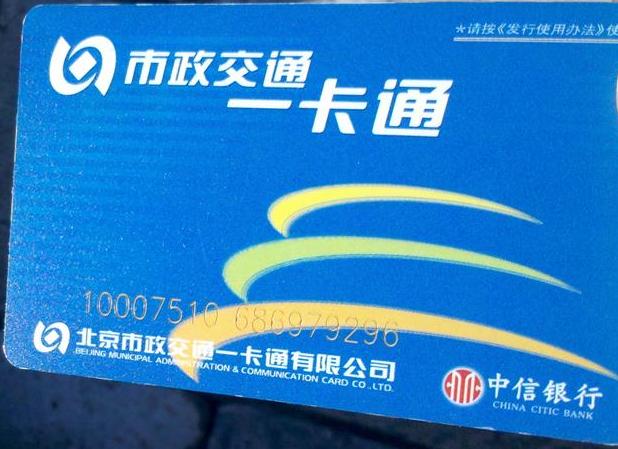 *请按《发行使用办法》使
市政交通
一卡通
10007510 686979296
北京市政交通一卡通有限公司
BEIJING MUNICIPAL ADMINISTRATION & COMMUNICATION CARD CO., LTD.
中信银行
CHINA CITIC BANK